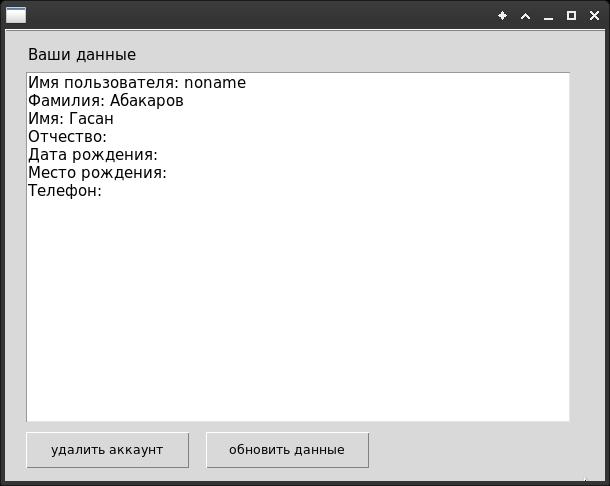 Ваши данные
Имя пользователя: noname
Фамилия: Абакаров
Имя: Гасан
Отчество:
Дата рождения:
Место рождения:
Телефон:
удалить аккаунт
обновить данные